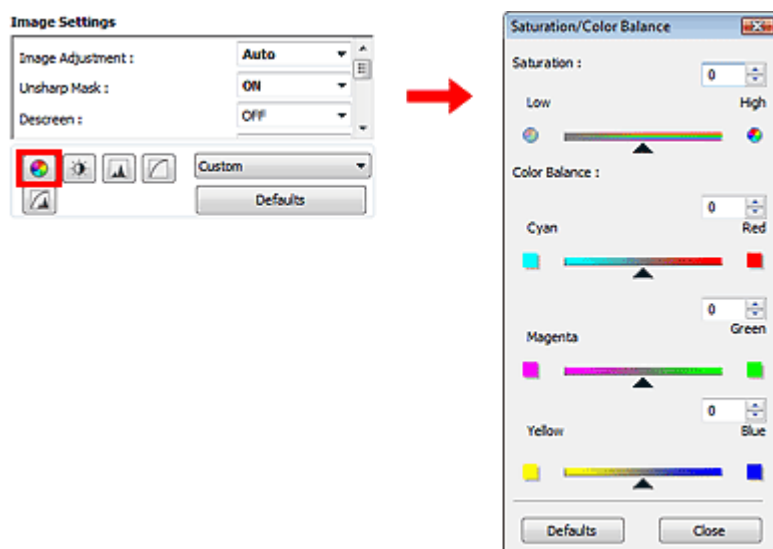 Image Settings
Image Adjustment : Auto
Unsharp Mask : ON
Descreen : OFF
Custom
Defaults
Saturation/Color Balance
Saturation :
0
Low High
Color Balance :
0
Cyan Red
0
Magenta Green
0
Yellow Blue
Defaults Close